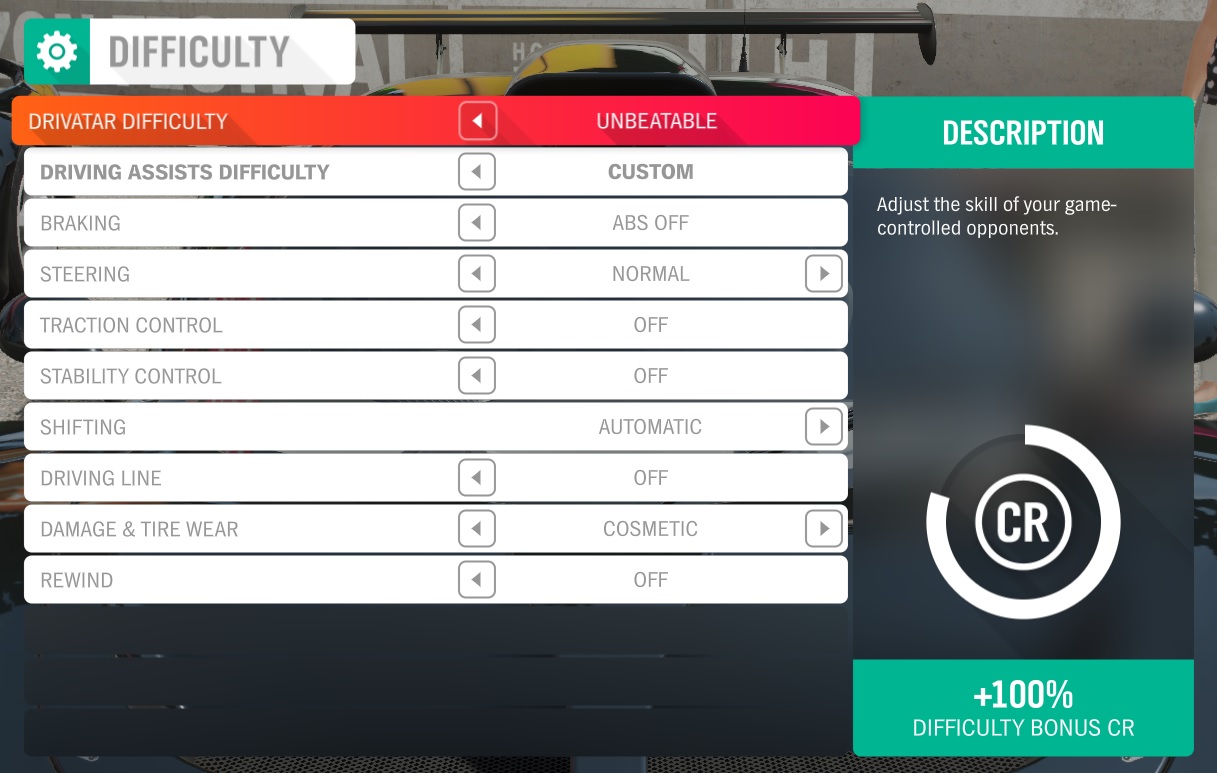 DIFFICULTY
DRIVATAR DIFFICULTY
UNBEATABLE
DRIVING ASSISTS DIFFICULTY
CUSTOM
BRAKING
ABS OFF
STEERING
NORMAL
TRACTION CONTROL
OFF
STABILITY CONTROL
OFF
SHIFTING
AUTOMATIC
DRIVING LINE
OFF
DAMAGE & TIRE WEAR
COSMETIC
REWIND
OFF
DESCRIPTION
Adjust the skill of your game-
controlled opponents.
CR
+100%
DIFFICULTY BONUS CR